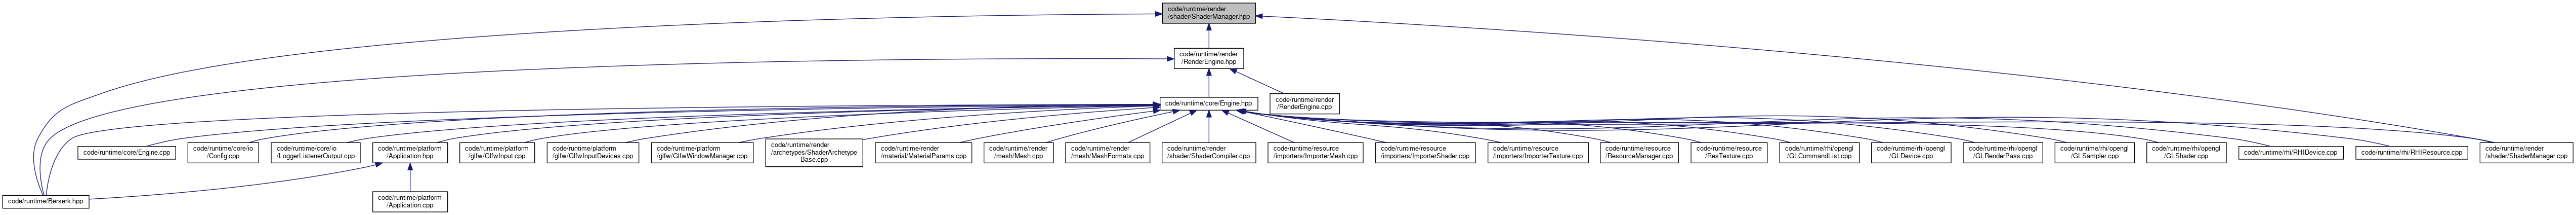 code/runtime/render
/shader/ShaderManager.hpp
code/runtime/render
/RenderEngine.hpp
code/runtime/core/Engine.hpp
code/runtime/render
/RenderEngine.cpp
code/runtime/core/Engine.cpp
code/runtime/core/io
/Config.cpp
code/runtime/core/io
/LoggerListenerOutput.cpp
code/runtime/platform
/Application.hpp
code/runtime/platform
/glfw/GlfwInput.cpp
code/runtime/platform
/glfw/GlfwInputDevices.cpp
code/runtime/platform
/glfw/GlfwWindowManager.cpp
code/runtime/render
/archetypes/ShaderArchetype
Base.cpp
code/runtime/render
/material/MaterialParams.cpp
code/runtime/render
/mesh/Mesh.cpp
code/runtime/render
/mesh/MeshFormats.cpp
code/runtime/render
/shader/ShaderCompiler.cpp
code/runtime/resource
/importers/ImporterMesh.cpp
code/runtime/resource
/importers/ImporterShader.cpp
code/runtime/resource
/importers/ImporterTexture.cpp
code/runtime/resource
/ResourceManager.cpp
code/runtime/resource
/ResTexture.cpp
code/runtime/rhi/opengl
/GLCommandList.cpp
code/runtime/rhi/opengl
/GLDevice.cpp
code/runtime/rhi/opengl
/GLRenderPass.cpp
code/runtime/rhi/opengl
/GLSampler.cpp
code/runtime/rhi/opengl
/GLShader.cpp
code/runtime/rhi/RHIDevice.cpp
code/runtime/rhi/RHIResource.cpp
code/runtime/render
/shader/ShaderManager.cpp
code/runtime/Berserk.hpp
code/runtime/platform
/Application.cpp